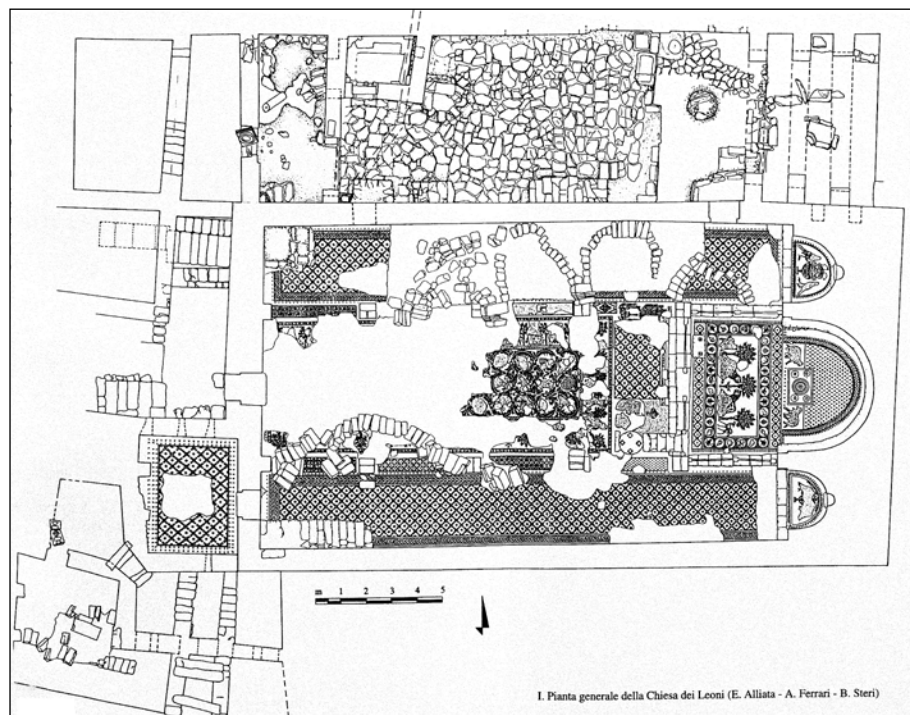 m 1 2 3 4 5
I. Pianta generale della Chiesa dei Leoni (E. Alliata - A. Ferrari - B. Steri)